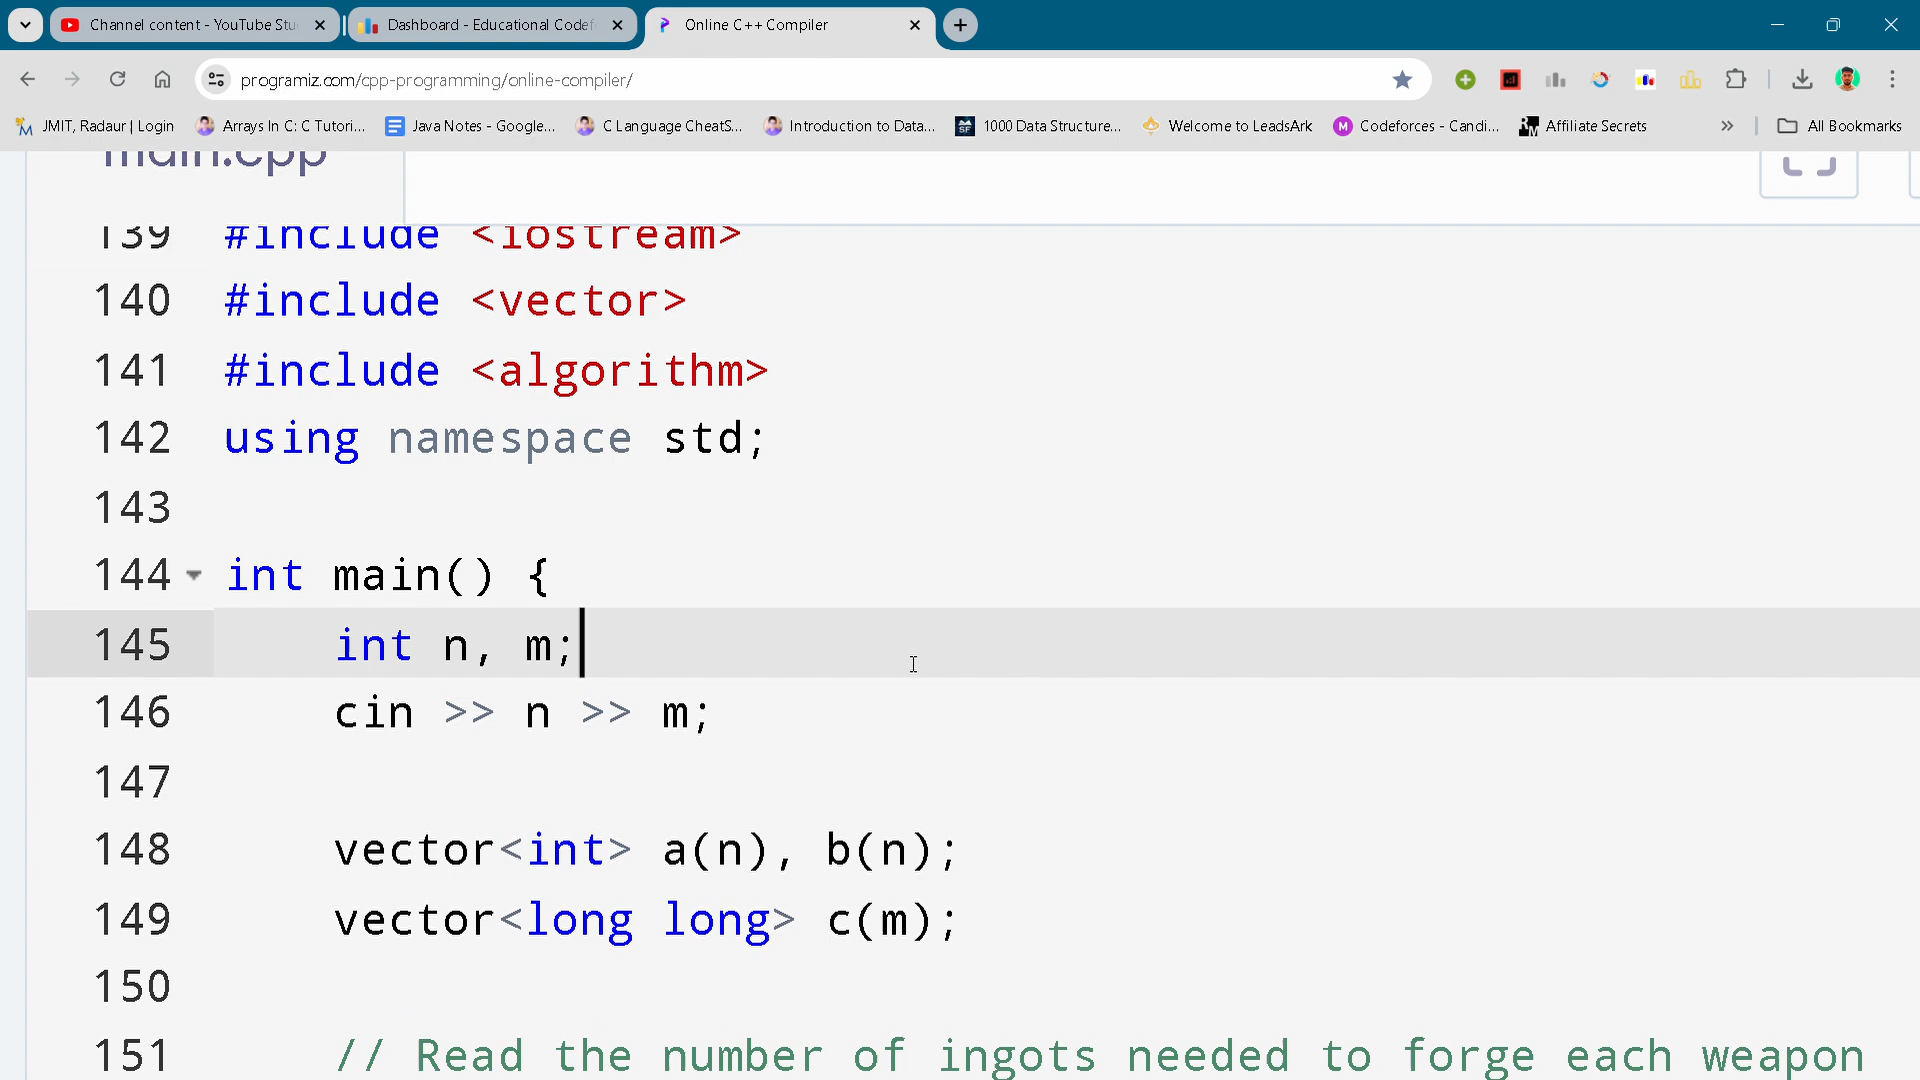 Channel content - YouTube Stu
Dashboard - Educational Codef
Online C++ Compiler
programiz.com/cpp-programming/online-compiler/
JMIT, Radaur | Login
Arrays In C: C Tutori...
Java Notes - Google...
C Language CheatS...
Introduction to Data...
1000 Data Structure...
Welcome to LeadsArk
Codeforces - Candi...
Affiliate Secrets
All Bookmarks
main.cpp
139 #include <iostream>
140 #include <vector>
141 #include <algorithm>
142 using namespace std;
143
144 int main() {
145 int n, m;
146 cin >> n >> m;
147
148 vector<int> a(n), b(n);
149 vector<long long> c(m);
150
151 // Read the number of ingots needed to forge each weapon